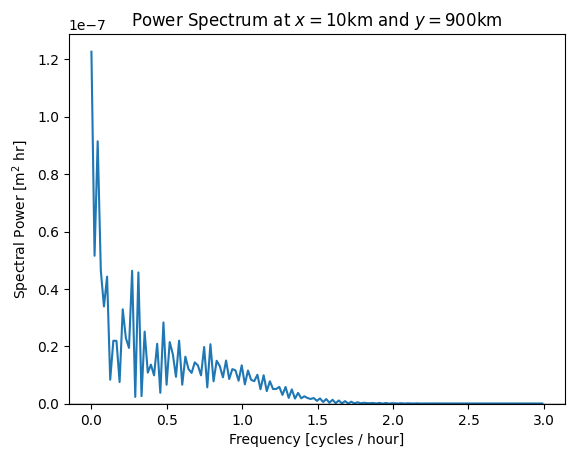 Power Spectrum at x = 10km and y = 900km
1e−7
1.2
1.0
0.8
0.6
0.4
0.2
0.0
Spectral Power [m² hr]
0.0 0.5 1.0 1.5 2.0 2.5 3.0
Frequency [cycles / hour]